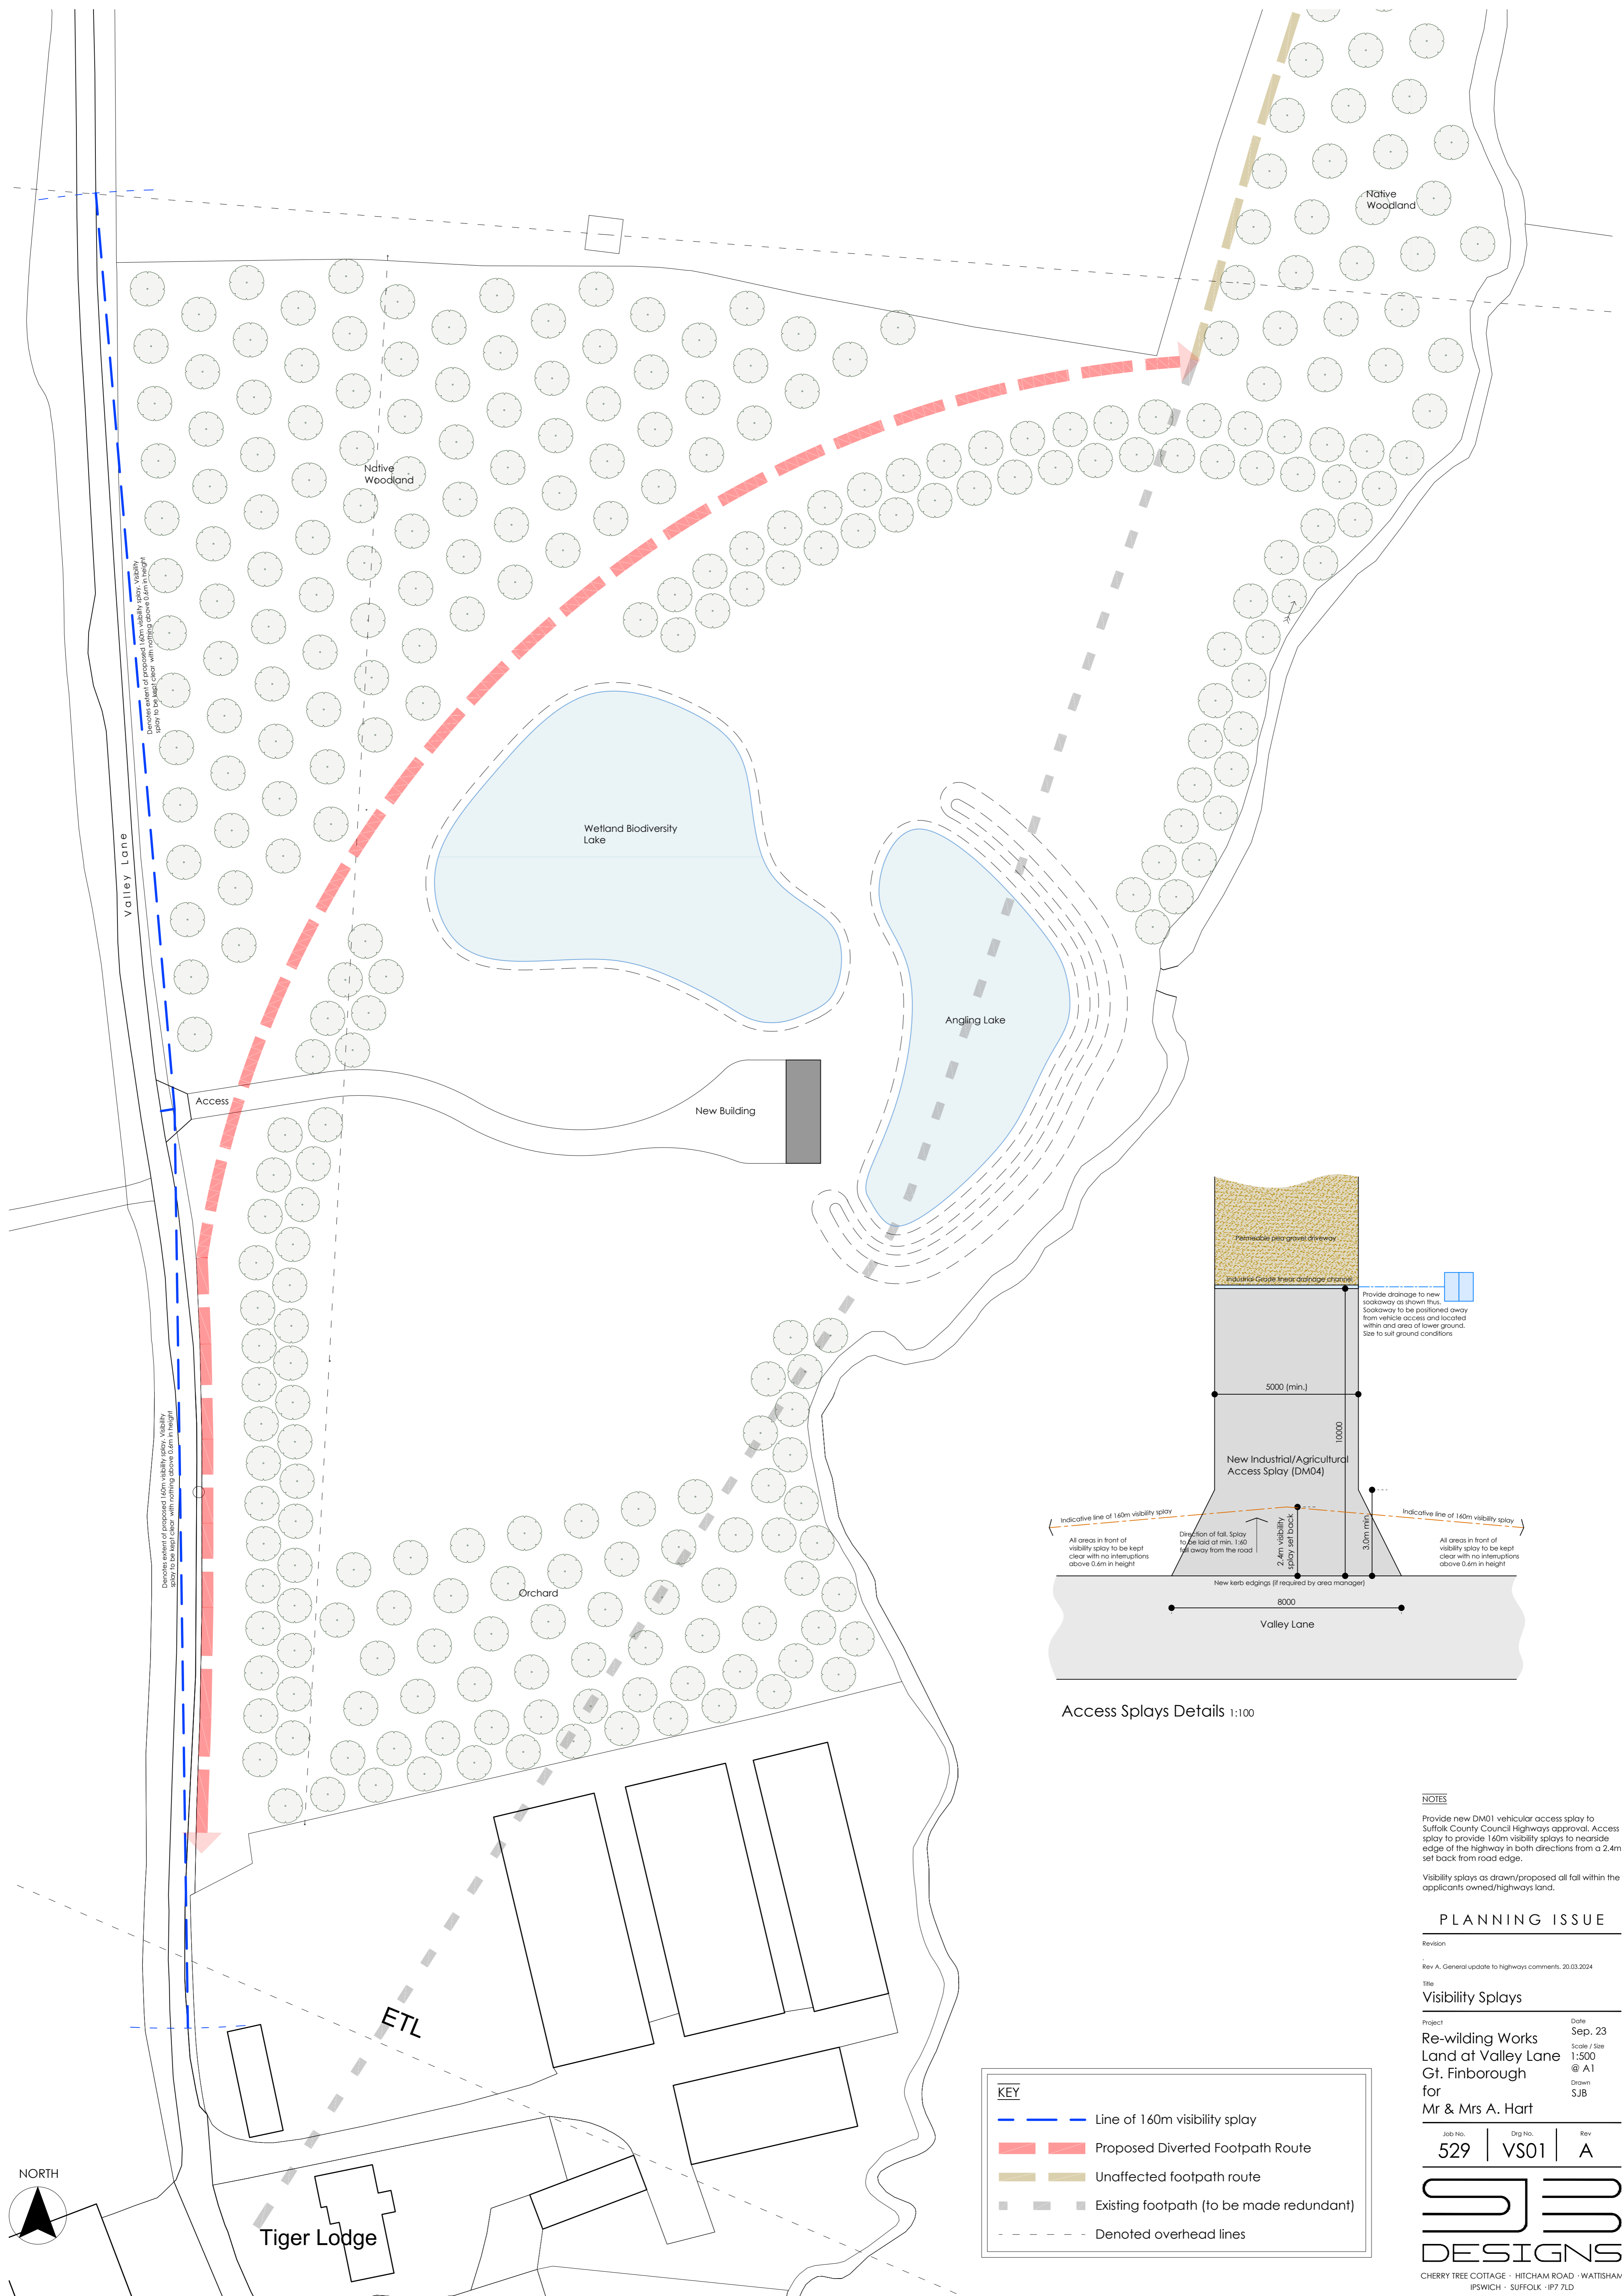 Native
Woodland
Native
Woodland
Denotes extent of proposed 160m visibility splay. Visibility
splay to be kept clear with nothing above 0.6m in height
Valley Lane
Wetland Biodiversity
Lake
Angling Lake
Access
New Building
Denotes extent of proposed 160m visibility splay. Visibility
splay to be kept clear with nothing above 0.6m in height
Orchard
ETL
Tiger Lodge
NORTH
Permeable pea gravel driveway
Industrial Grade linear drainage channel
Provide drainage to new
soakaway as shown thus.
Soakaway to be positioned away
from vehicle access and located
within and area of lower ground.
Size to suit ground conditions
5000 (min.)
10000
New Industrial/Agricultural
Access Splay (DM04)
Indicative line of 160m visibility splay
Indicative line of 160m visibility splay
All areas in front of
visibility splay to be kept
clear with no interruptions
above 0.6m in height
Direction of fall. Splay
to be laid at min. 1:60
fall away from the road
2.4m visibility
splay set back
3.0m min.
All areas in front of
visibility splay to be kept
clear with no interruptions
above 0.6m in height
New kerb edgings (if required by area manager)
8000
Valley Lane
Access Splays Details 1:100
KEY
Line of 160m visibility splay
Proposed Diverted Footpath Route
Unaffected footpath route
Existing footpath (to be made redundant)
Denoted overhead lines
NOTES
Provide new DM01 vehicular access splay to
Suffolk County Council Highways approval. Access
splay to provide 160m visibility splays to nearside
edge of the highway in both directions from a 2.4m
set back from road edge.
Visibility splays as drawn/proposed all fall within the
applicants owned/highways land.
PLANNING ISSUE
Revision
Rev A. General update to highways comments. 20.03.2024
Title
Visibility Splays
Project
Re-wilding Works
Land at Valley Lane
Gt. Finborough
for
Mr & Mrs A. Hart
Date
Sep. 23
Scale / Size
1:500
@ A1
Drawn
SJB
Job No.
529
Drg No.
VS01
Rev
A
SJB
DESIGNS
CHERRY TREE COTTAGE · HITCHAM ROAD · WATTISHAM
IPSWICH · SUFFOLK · IP7 7LD